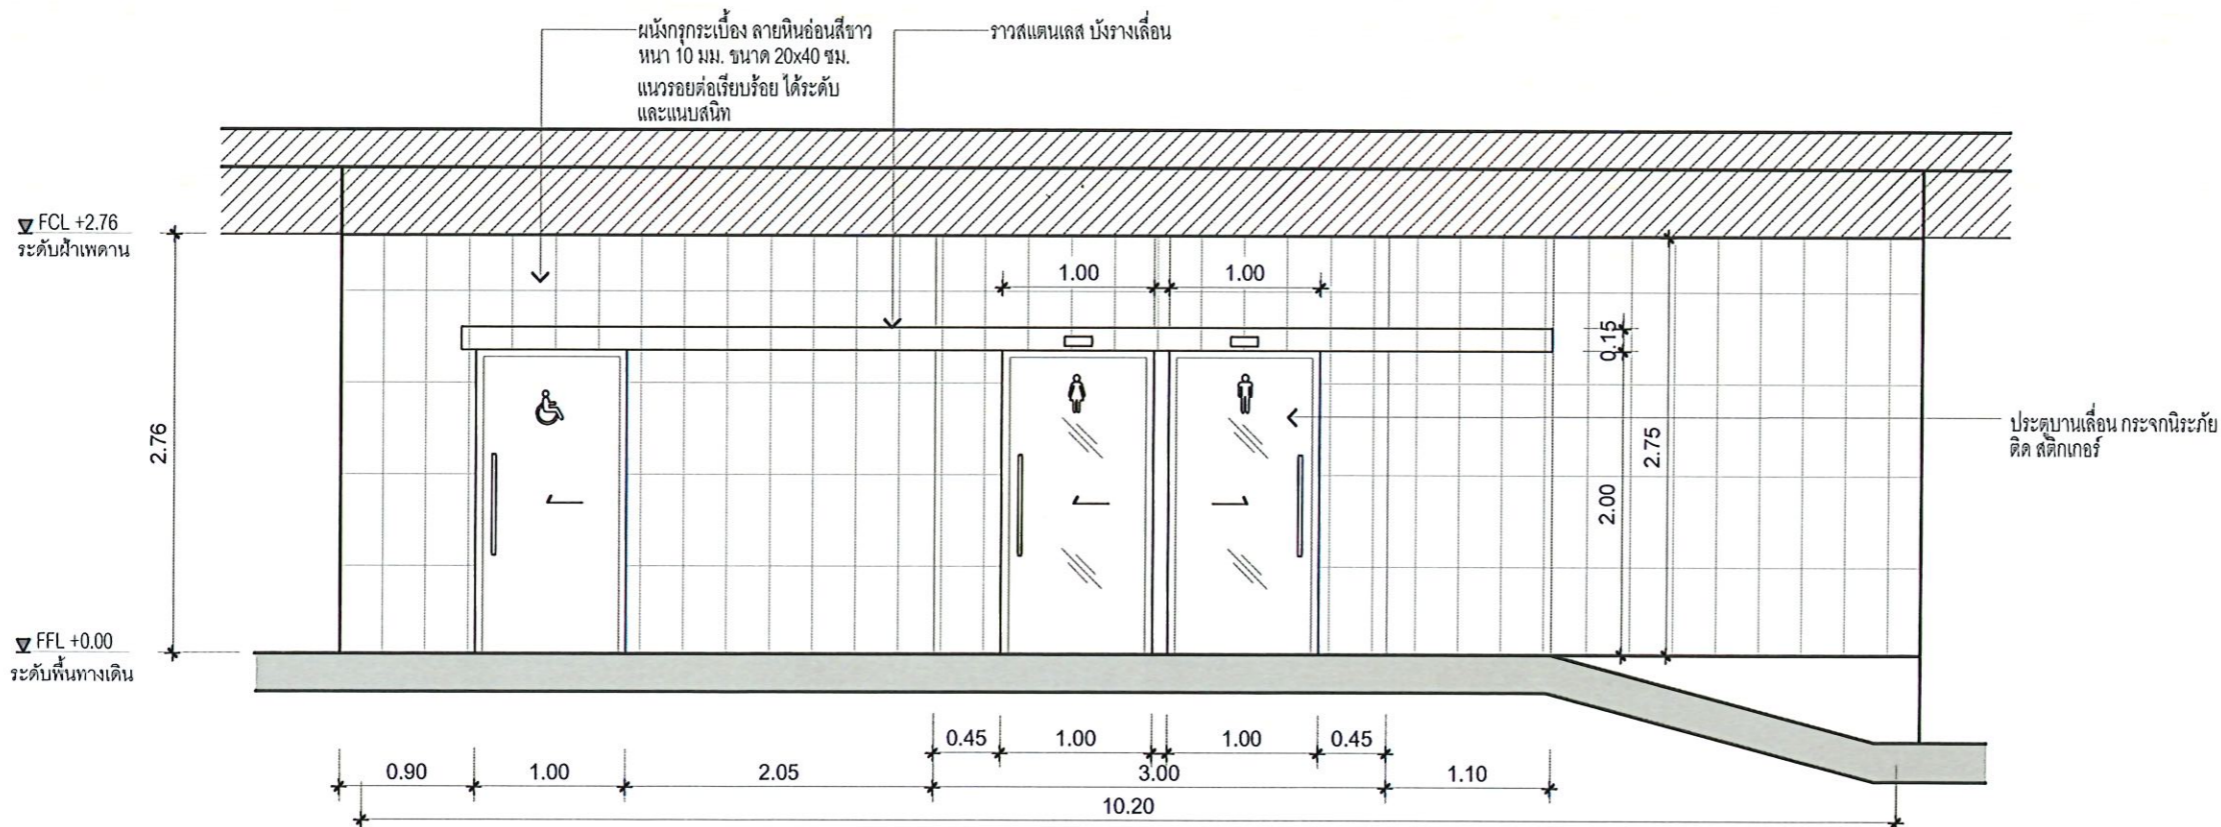 ผนังกรุกระเบื้อง ลายหินอ่อนสีขาว
หนา 10 มม. ขนาด 20x40 ซม.
แนวรอยต่อเรียบร้อย ได้ระดับ
และแนบสนิท
ราวสแตนเลส บังรางเลื่อน
FCL +2.76
ระดับฝ้าเพดาน
1.00
1.00
0.15
2.76
2.00
2.75
ประตูบานเลื่อน กระจกนิระภัย
ติด สติกเกอร์
FFL +0.00
ระดับพื้นทางเดิน
0.45
1.00
1.00
0.45
0.90
1.00
2.05
3.00
1.10
10.20